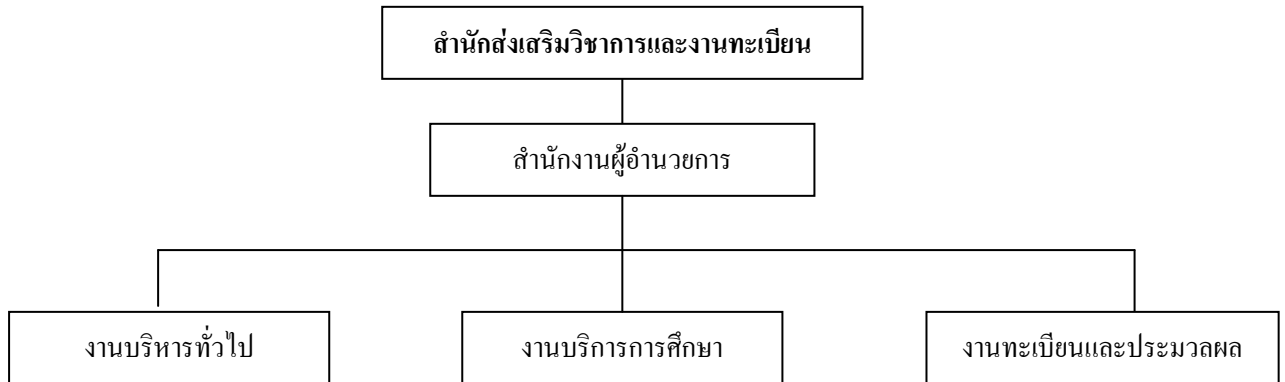 สำนักส่งเสริมวิชาการและงานทะเบียน
สำนักงานผู้อำนวยการ
งานบริหารทั่วไป
งานบริการการศึกษา
งานทะเบียนและประมวลผล